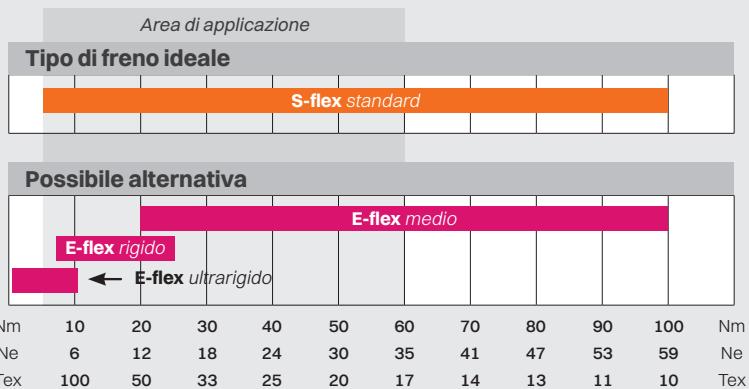 Area di applicazione
Tipo di freno ideale
S-flex standard
Possibile alternativa
E-flex medio
E-flex rigido
E-flex ultrarigido
Nm 10 20 30 40 50 60 70 80 90 100 Nm
Ne 6 12 18 24 30 35 41 47 53 59 Ne
Tex 100 50 33 25 20 17 14 13 11 10 Tex